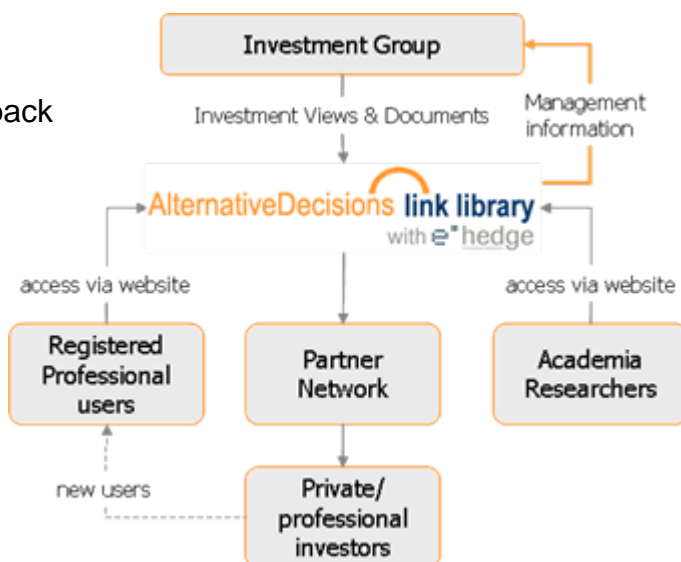 Investment Group
back
Investment Views & Documents
Management
information
AlternativeDecisions link library
with e hedge
access via website
access via website
Registered
Professional
users
Partner
Network
Academia
Researchers
new users
Private/
professional
investors